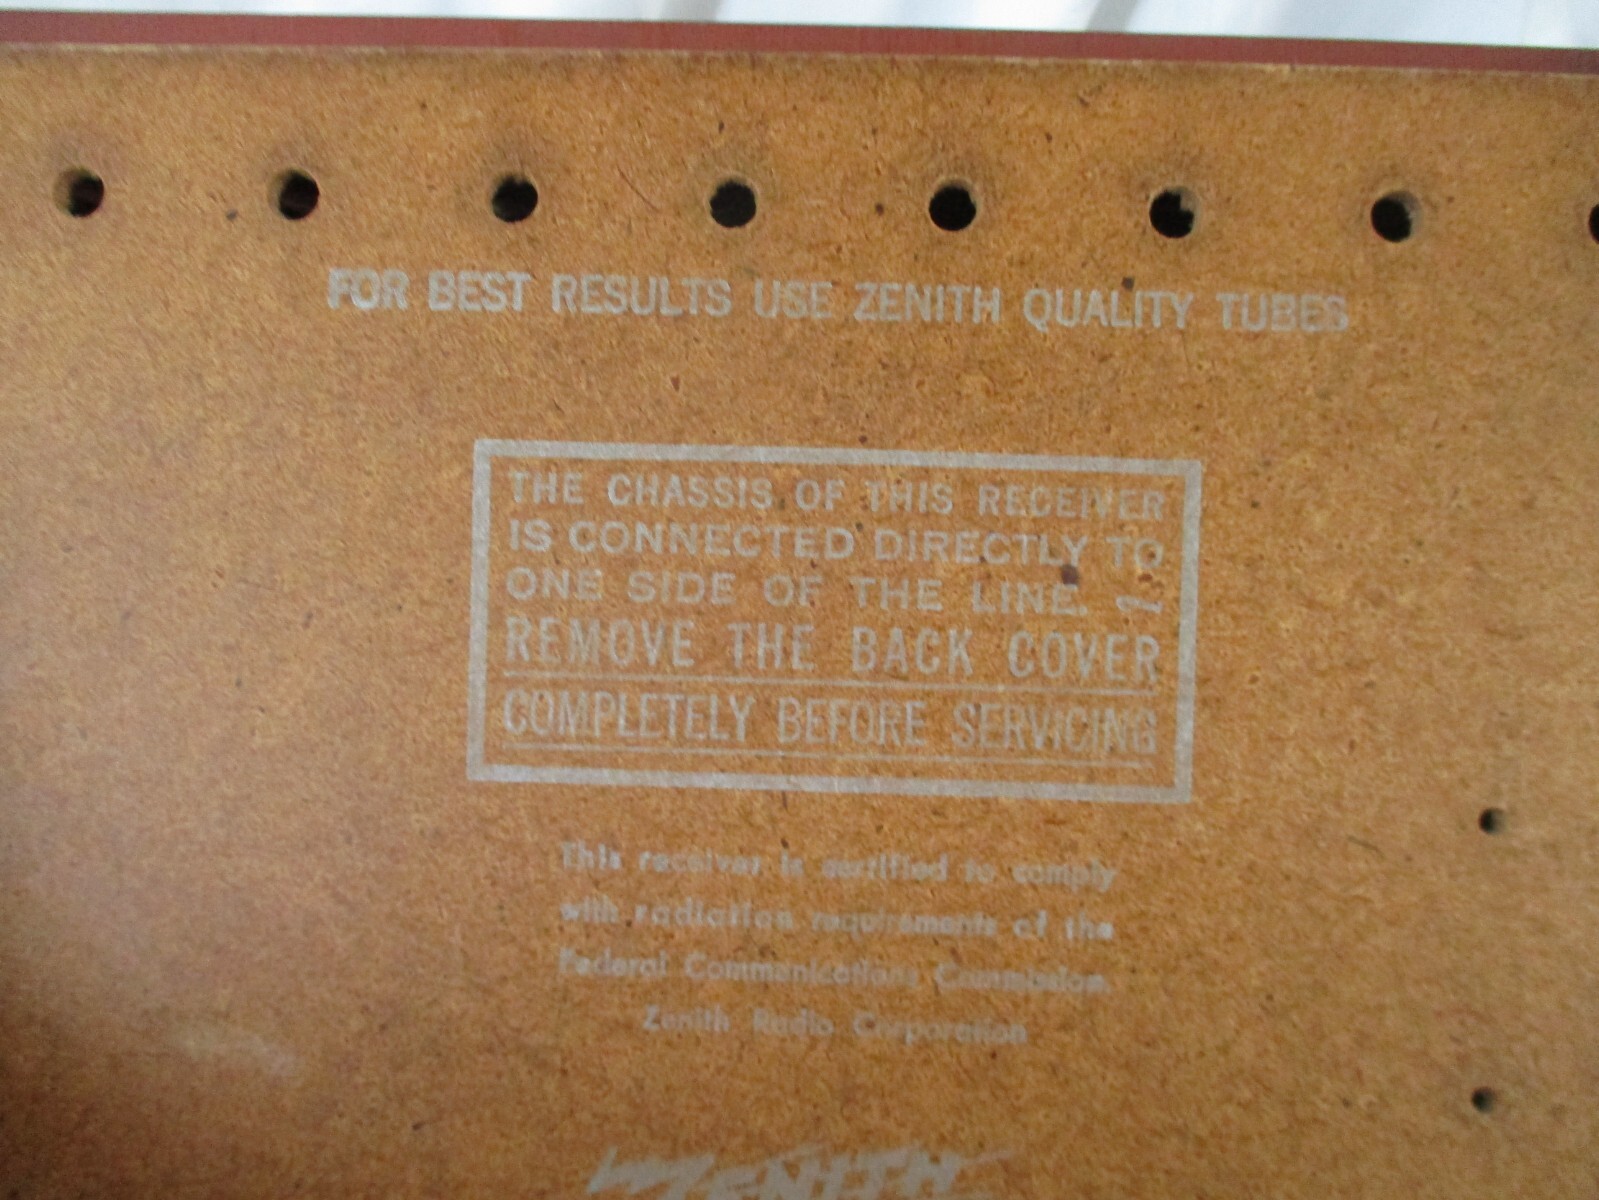 FOR BEST RESULTS USE ZENITH QUALITY TUBES
THE CHASSIS OF THIS RECEIVER
IS CONNECTED DIRECTLY TO
ONE SIDE OF THE LINE.
REMOVE THE BACK COVER
COMPLETELY BEFORE SERVICING
This receiver is certified to comply
with radiation requirements of the
Federal Communications Commission
Zenith Radio Corporation
ZENITH